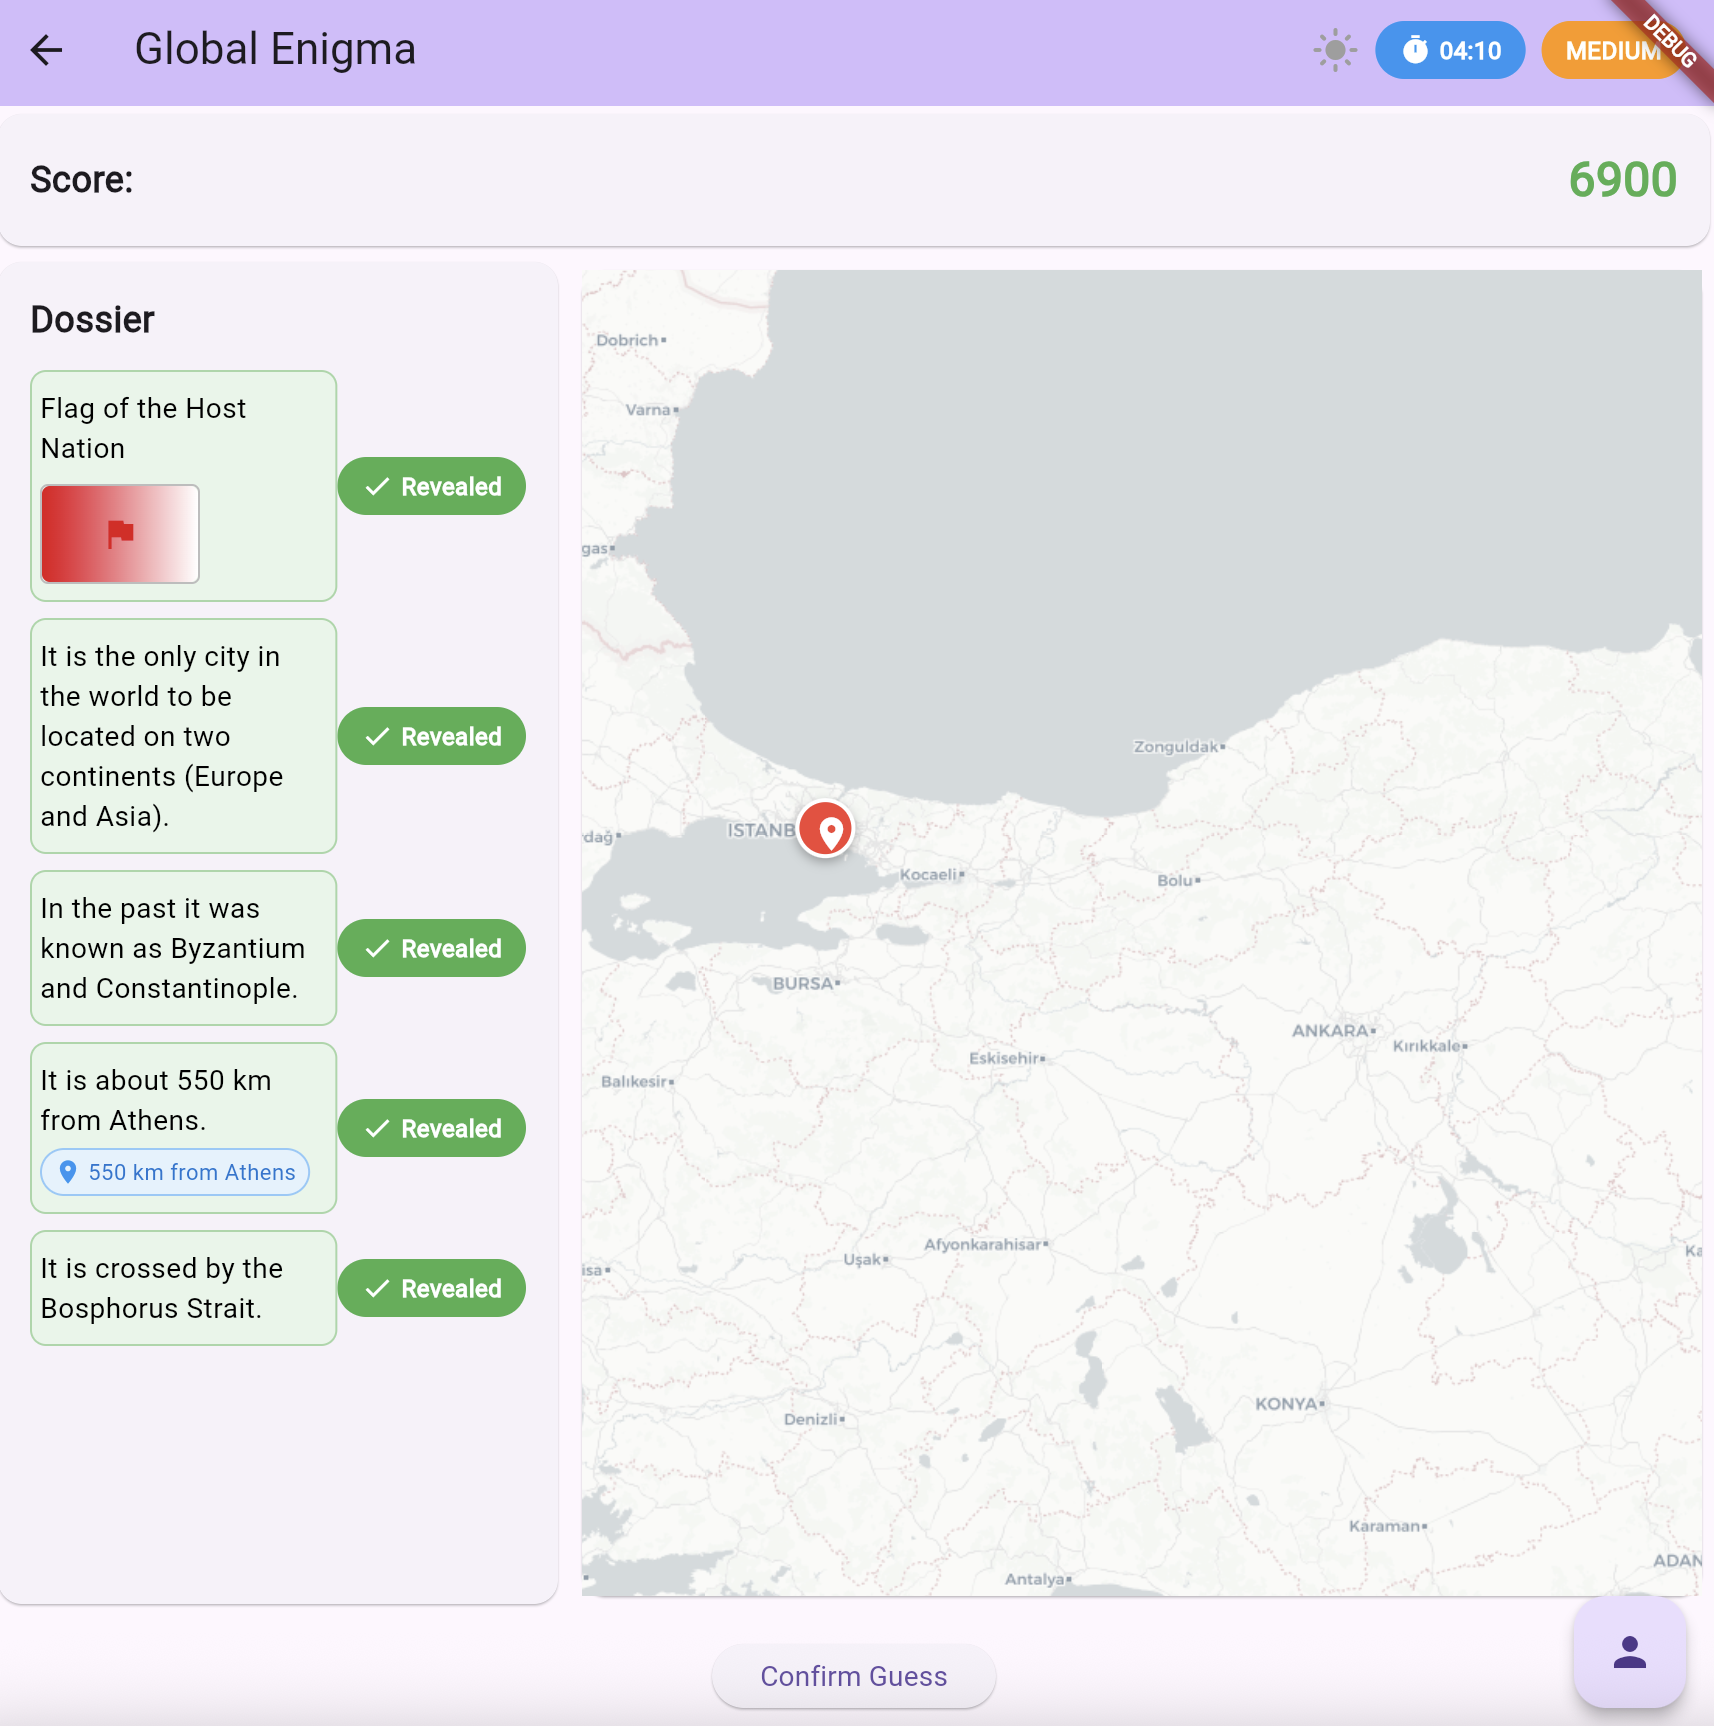 Global Enigma
04:10
MEDIUM
DEBUG
Score:
6900
Dossier
Flag of the Host
Nation
Revealed
It is the only city in
the world to be
located on two
continents (Europe
and Asia).
Revealed
In the past it was
known as Byzantium
and Constantinople.
Revealed
It is about 550 km
from Athens.
550 km from Athens
Revealed
It is crossed by the
Bosphorus Strait.
Revealed
Dobrich
Varna
gas
Zonguldak
ISTANB
dağ
Kocaeli
Bolu
BURSA
ANKARA
Kırıkkale
Eskisehir
Balıkesir
Afyonkarahisar
Uşak
isa
Ka
KONYA
Denizli
Karaman
ADAN
Antalya
Confirm Guess